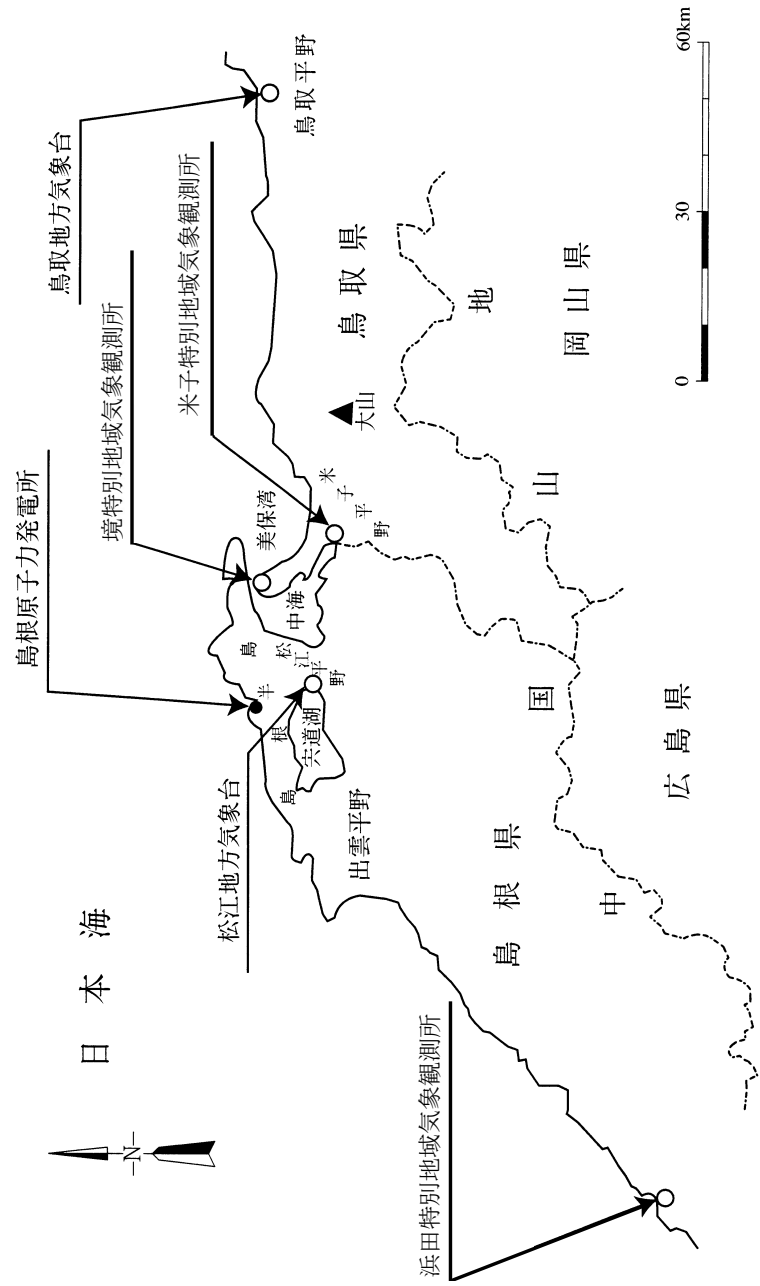 日本海
N
島根原子力発電所
鳥取地方気象台
境特別地域気象観測所
米子特別地域気象観測所
松江地方気象台
浜田特別地域気象観測所
鳥取平野
美保湾
米子平野
中海
島根半島
松江平野
宍道湖
出雲平野
大山
鳥取県
島根県
岡山県
広島県
中国山地
0
30
60km